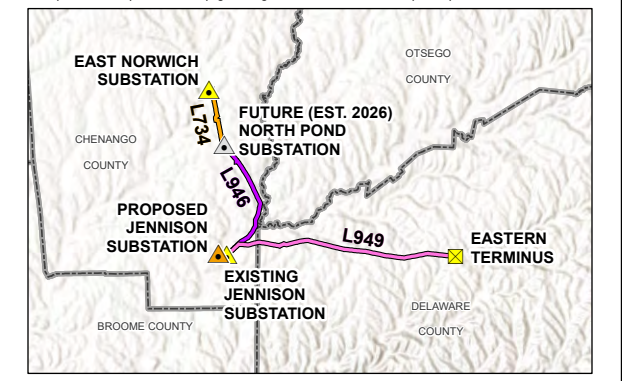 OTSEGO
COUNTY
EAST NORWICH
SUBSTATION
L734
FUTURE (EST. 2026)
NORTH POND
SUBSTATION
CHENANGO
COUNTY
L946
PROPOSED
JENNISON
SUBSTATION
L949
EASTERN
TERMINUS
EXISTING
JENNISON
SUBSTATION
DELAWARE
COUNTY
BROOME COUNTY